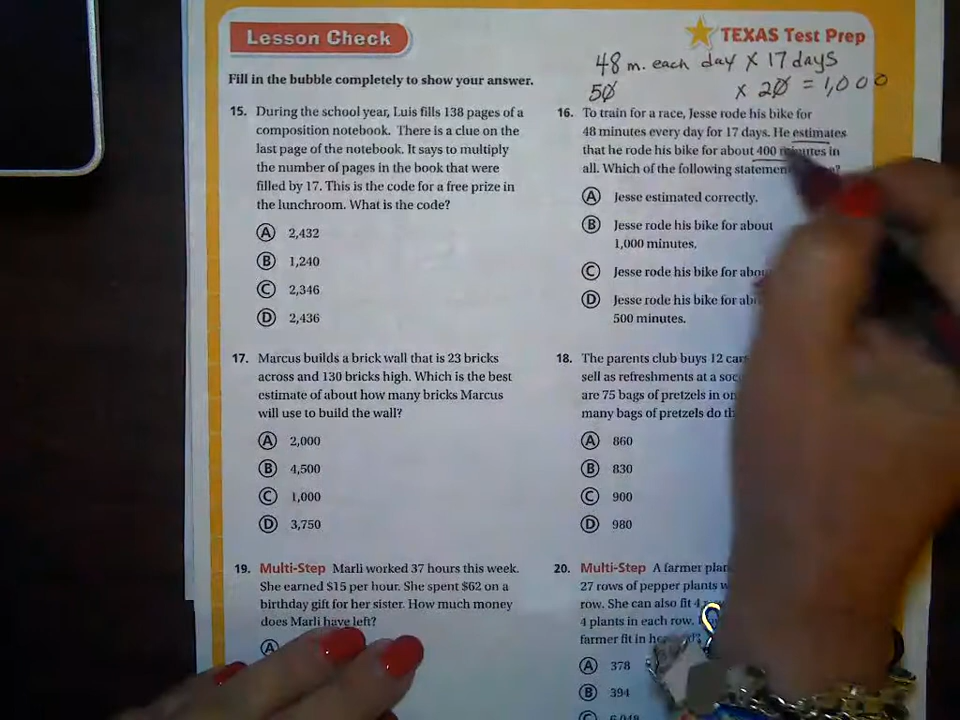 Lesson Check
TEXAS Test Prep
48 m. each day × 17 days
50 × 20 = 1,000
Fill in the bubble completely to show your answer.
15. During the school year, Luis fills 138 pages of a
composition notebook. There is a clue on the
last page of the notebook. It says to multiply
the number of pages in the book that were
filled by 17. This is the code for a free prize in
the lunchroom. What is the code?
A 2,432
B 1,240
C 2,346
D 2,436
16. To train for a race, Jesse rode his bike for
48 minutes every day for 17 days. He estimates
that he rode his bike for about 400 minutes in
all. Which of the following
A Jesse estimated correctly.
B Jesse rode his bike for about
1,000 minutes.
C Jesse rode his bike for
D Jesse rode his bike for
500 minutes.
17. Marcus builds a brick wall that is 23 bricks
across and 130 bricks high. Which is the best
estimate of about how many bricks Marcus
will use to build the wall?
A 2,000
B 4,500
C 1,000
D 3,750
18. The parents club buys 12
sell as refreshments at a
are 75 bags of pretzels in
many bags of pretzels do
A 860
B 830
C 900
D 980
19. Multi-Step Marli worked 37 hours this week.
She earned $15 per hour. She spent $62 on a
birthday gift for her sister. How much money
does Marli have left?
A
20. Multi-Step A farmer
27 rows of pepper plants
row. She can also fit 4
4 plants in each row.
farmer fit in
A 378
B 394
C